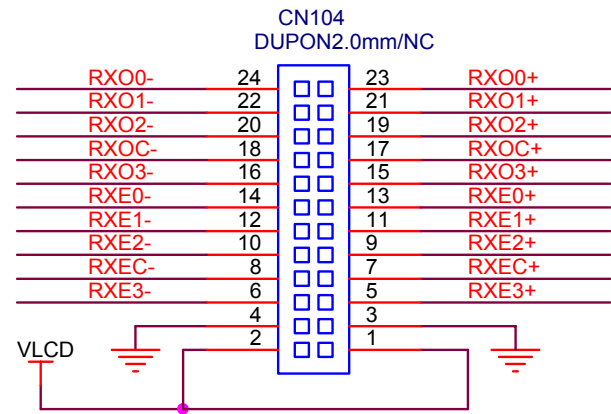 CN104
DUPON2.0mm/NC
RXO0- 24 23 RXO0+
RXO1- 22 21 RXO1+
RXO2- 20 19 RXO2+
RXOC- 18 17 RXOC+
RXO3- 16 15 RXO3+
RXE0- 14 13 RXE0+
RXE1- 12 11 RXE1+
RXE2- 10 9 RXE2+
RXEC- 8 7 RXEC+
RXE3- 6 5 RXE3+
4 3
2 1
VLCD